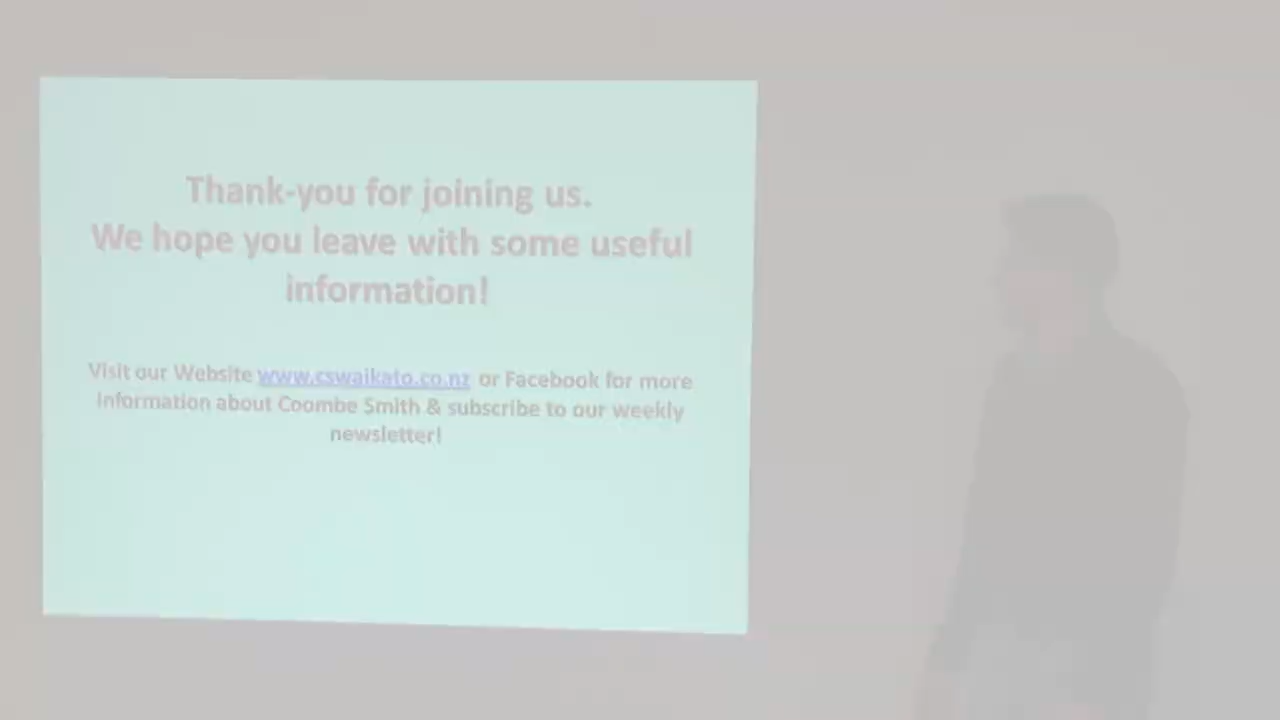 Thank-you for joining us.
We hope you leave with some useful
information!
Visit our Website www.cswaikato.co.nz or Facebook for more
information about Coombe Smith & subscribe to our weekly
newsletter!